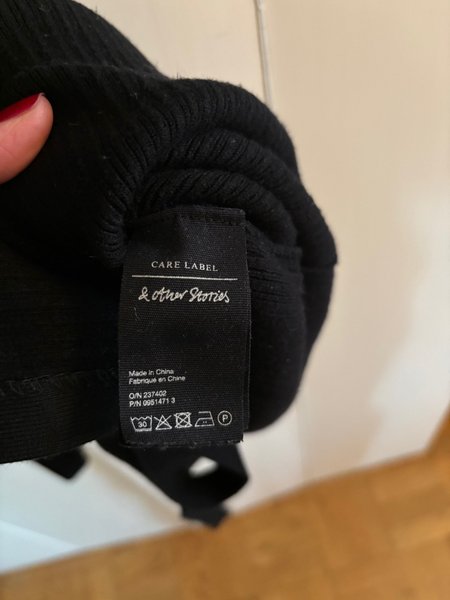 CARE LABEL
& other Stories
Made in China
Fabriqué en Chine
O/N 237402
P/N 0951471 3
30 P